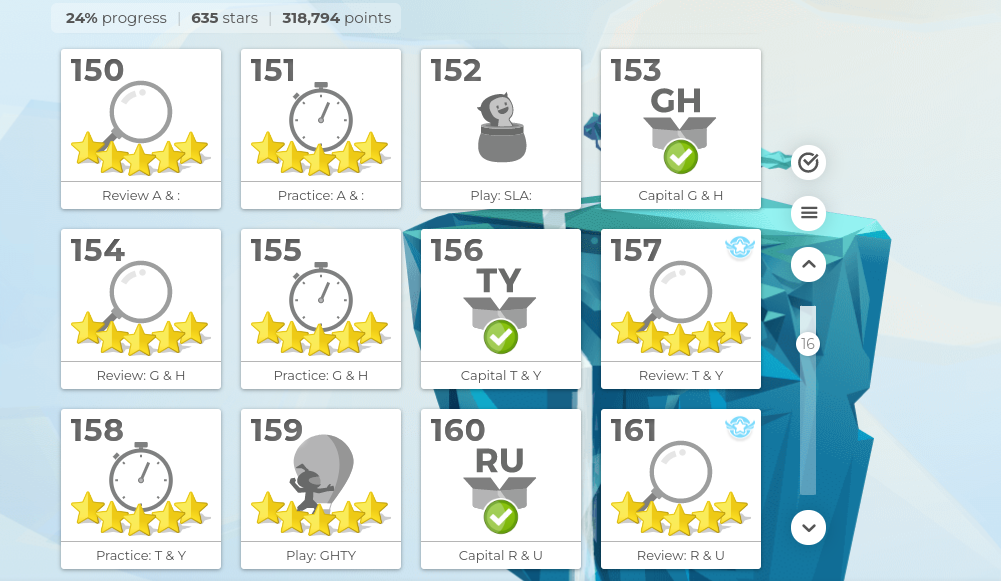 24% progress | 635 stars | 318,794 points
150
151
152
153
GH
Review A & :
Practice: A & :
Play: SLA:
Capital G & H
154
155
156
157
TY
Review: G & H
Practice: G & H
Capital T & Y
Review: T & Y
16
158
159
160
161
RU
Practice: T & Y
Play: GHTY
Capital R & U
Review: R & U